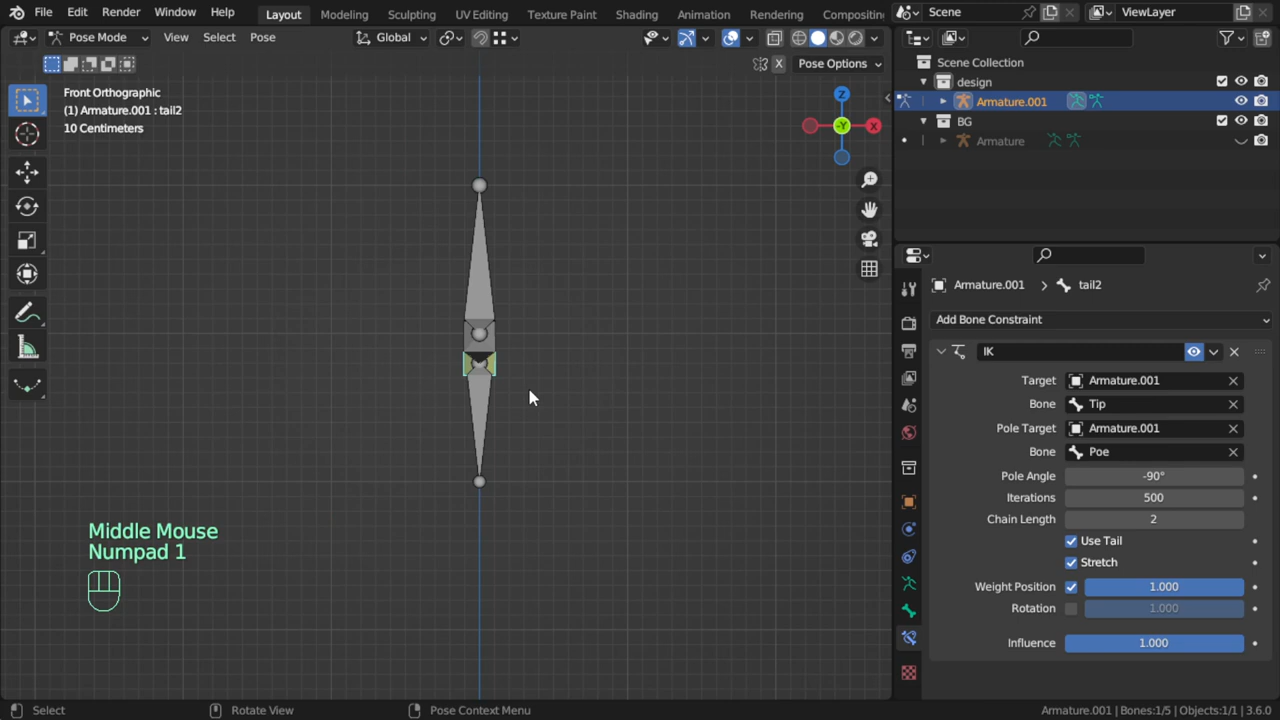 File Edit Render Window Help Layout Modeling Sculpting UV Editing Texture Paint Shading Animation Rendering Compositing Scene ViewLayer
Pose Mode View Select Pose Global
X Pose Options
Front Orthographic
(1) Armature.001 : tail2
10 Centimeters
Z
-Y
X
Scene Collection
design
Armature.001
BG
Armature
Armature.001 > tail2
Add Bone Constraint
IK
Target Armature.001
Bone Tip
Pole Target Armature.001
Bone Poe
Pole Angle -90°
Iterations 500
Chain Length 2
Use Tail
Stretch
Weight Position 1.000
Rotation 1.000
Influence 1.000
Middle Mouse
Numpad 1
Select Rotate View Pose Context Menu Armature.001 | Bones:1/5 | Objects:1/1 | 3.6.0